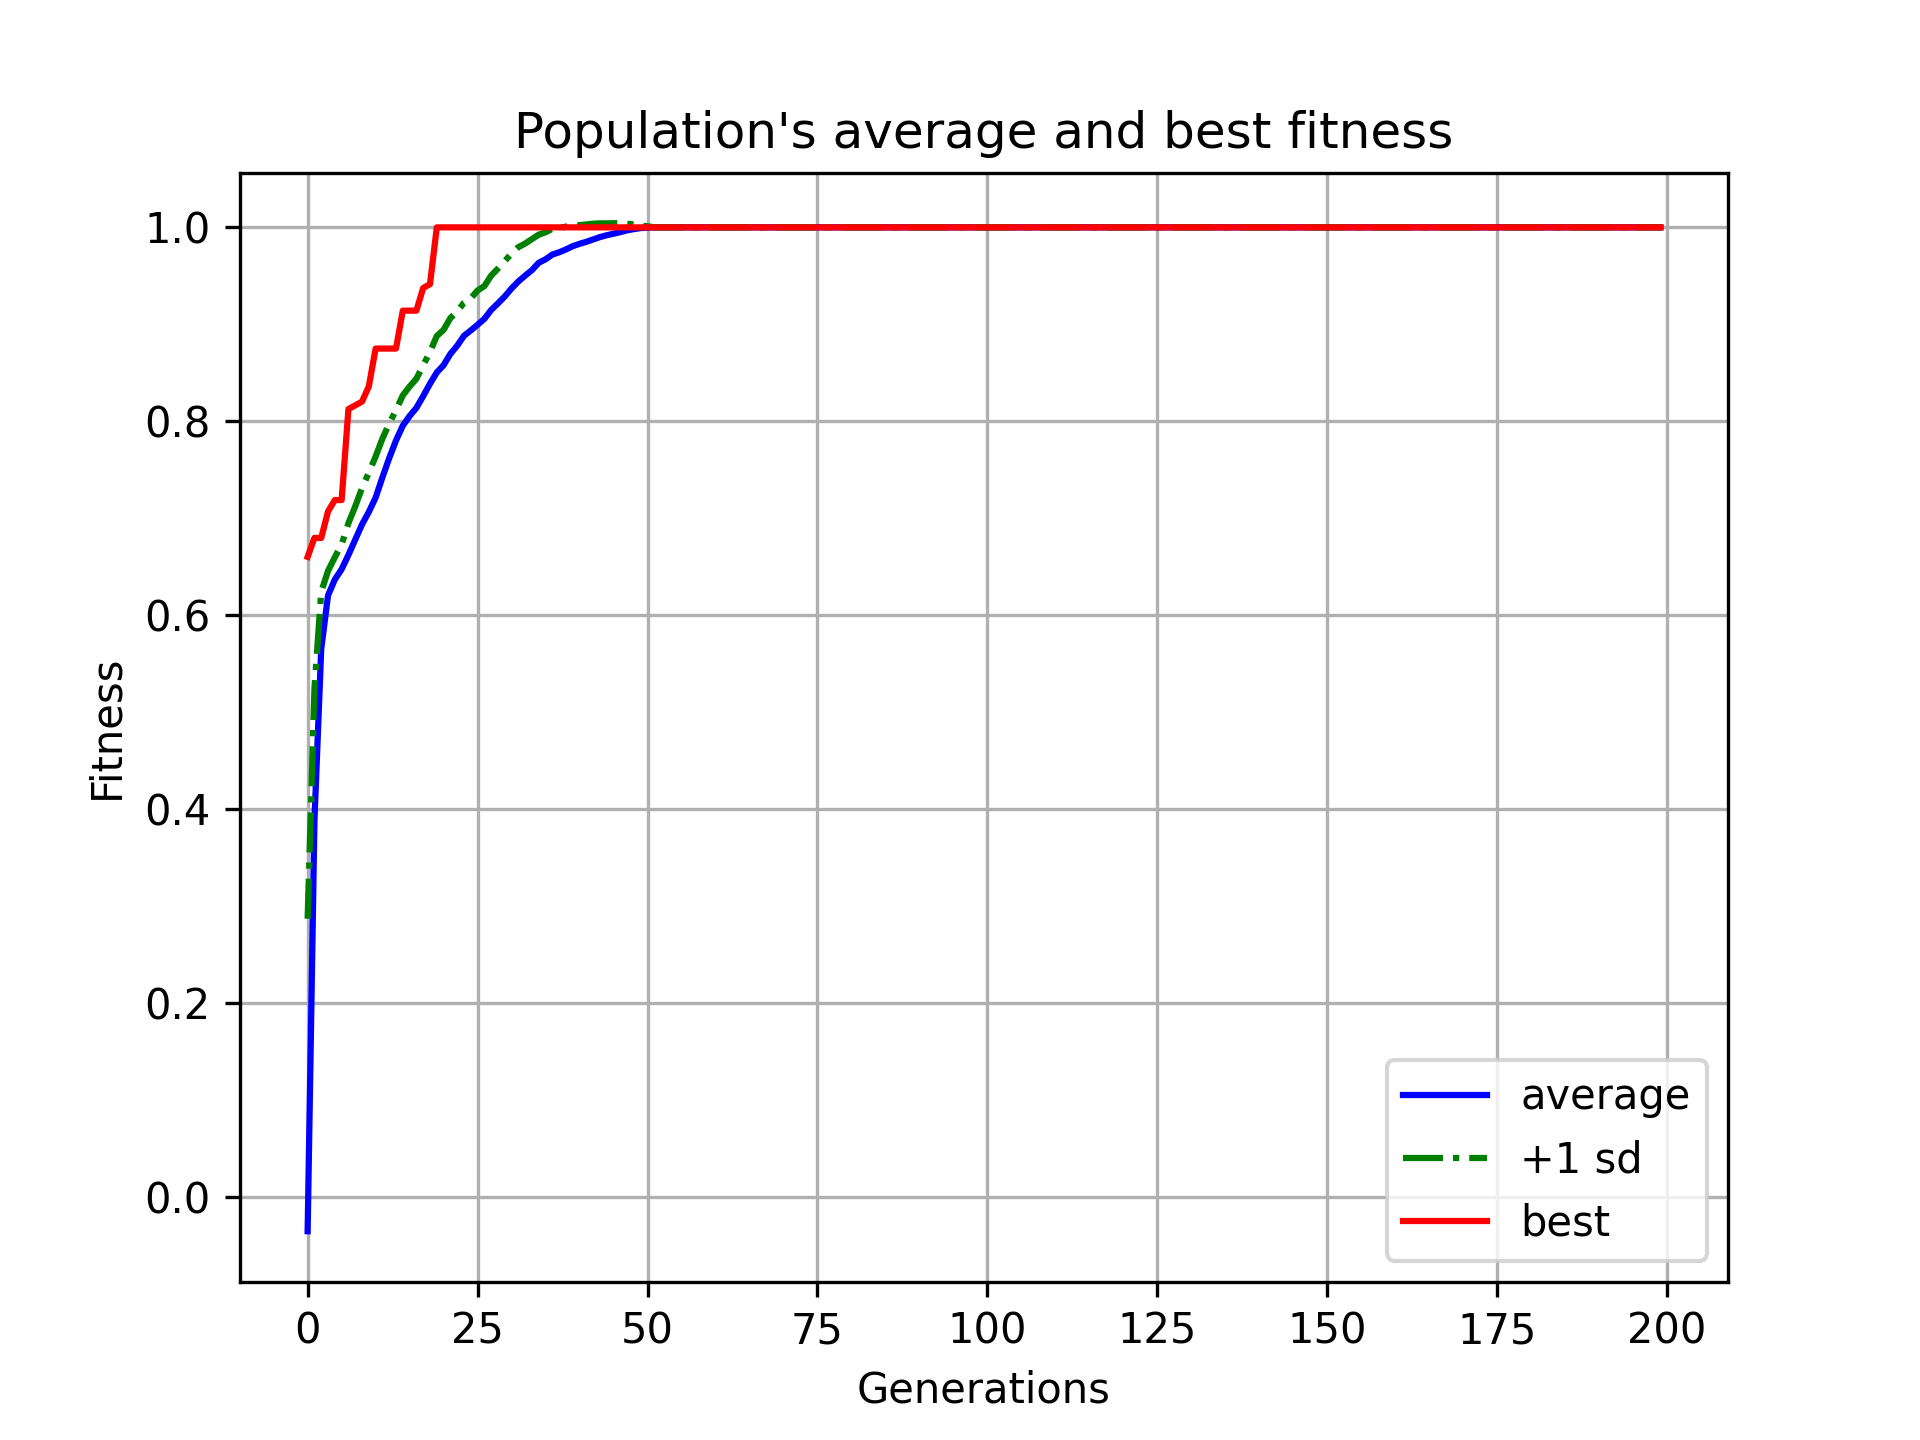 Population's average and best fitness
1.0
0.8
0.6
0.4
0.2
0.0
Fitness
0 25 50 75 100 125 150 175 200
Generations
average
+1 sd
best